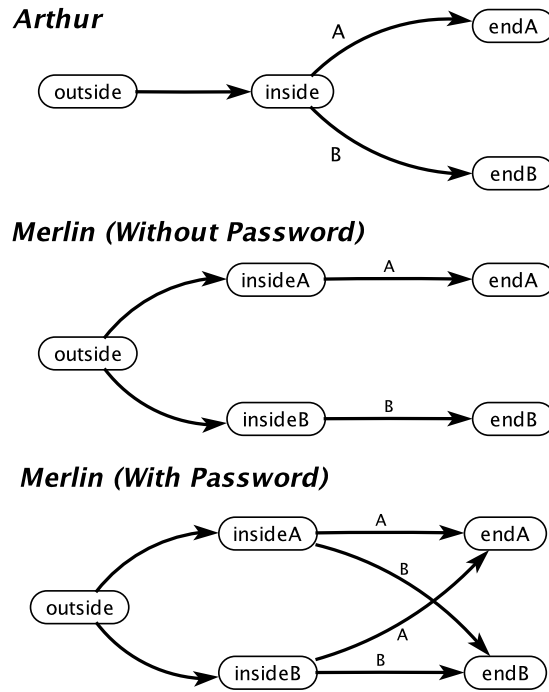 Arthur
A
endA
outside
inside
B
endB
Merlin (Without Password)
insideA
A
endA
outside
insideB
B
endB
Merlin (With Password)
insideA
A
endA
B
outside
A
insideB
B
endB